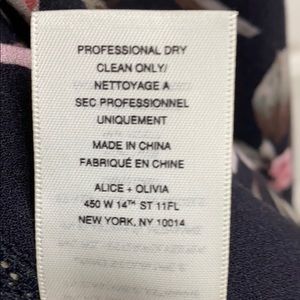 PROFESSIONAL DRY
CLEAN ONLY/
NETTOYAGE A
SEC PROFESSIONNEL
UNIQUEMENT
MADE IN CHINA
FABRIQUÉ EN CHINE
ALICE + OLIVIA
450 W 14TH ST 11FL
NEW YORK, NY 10014